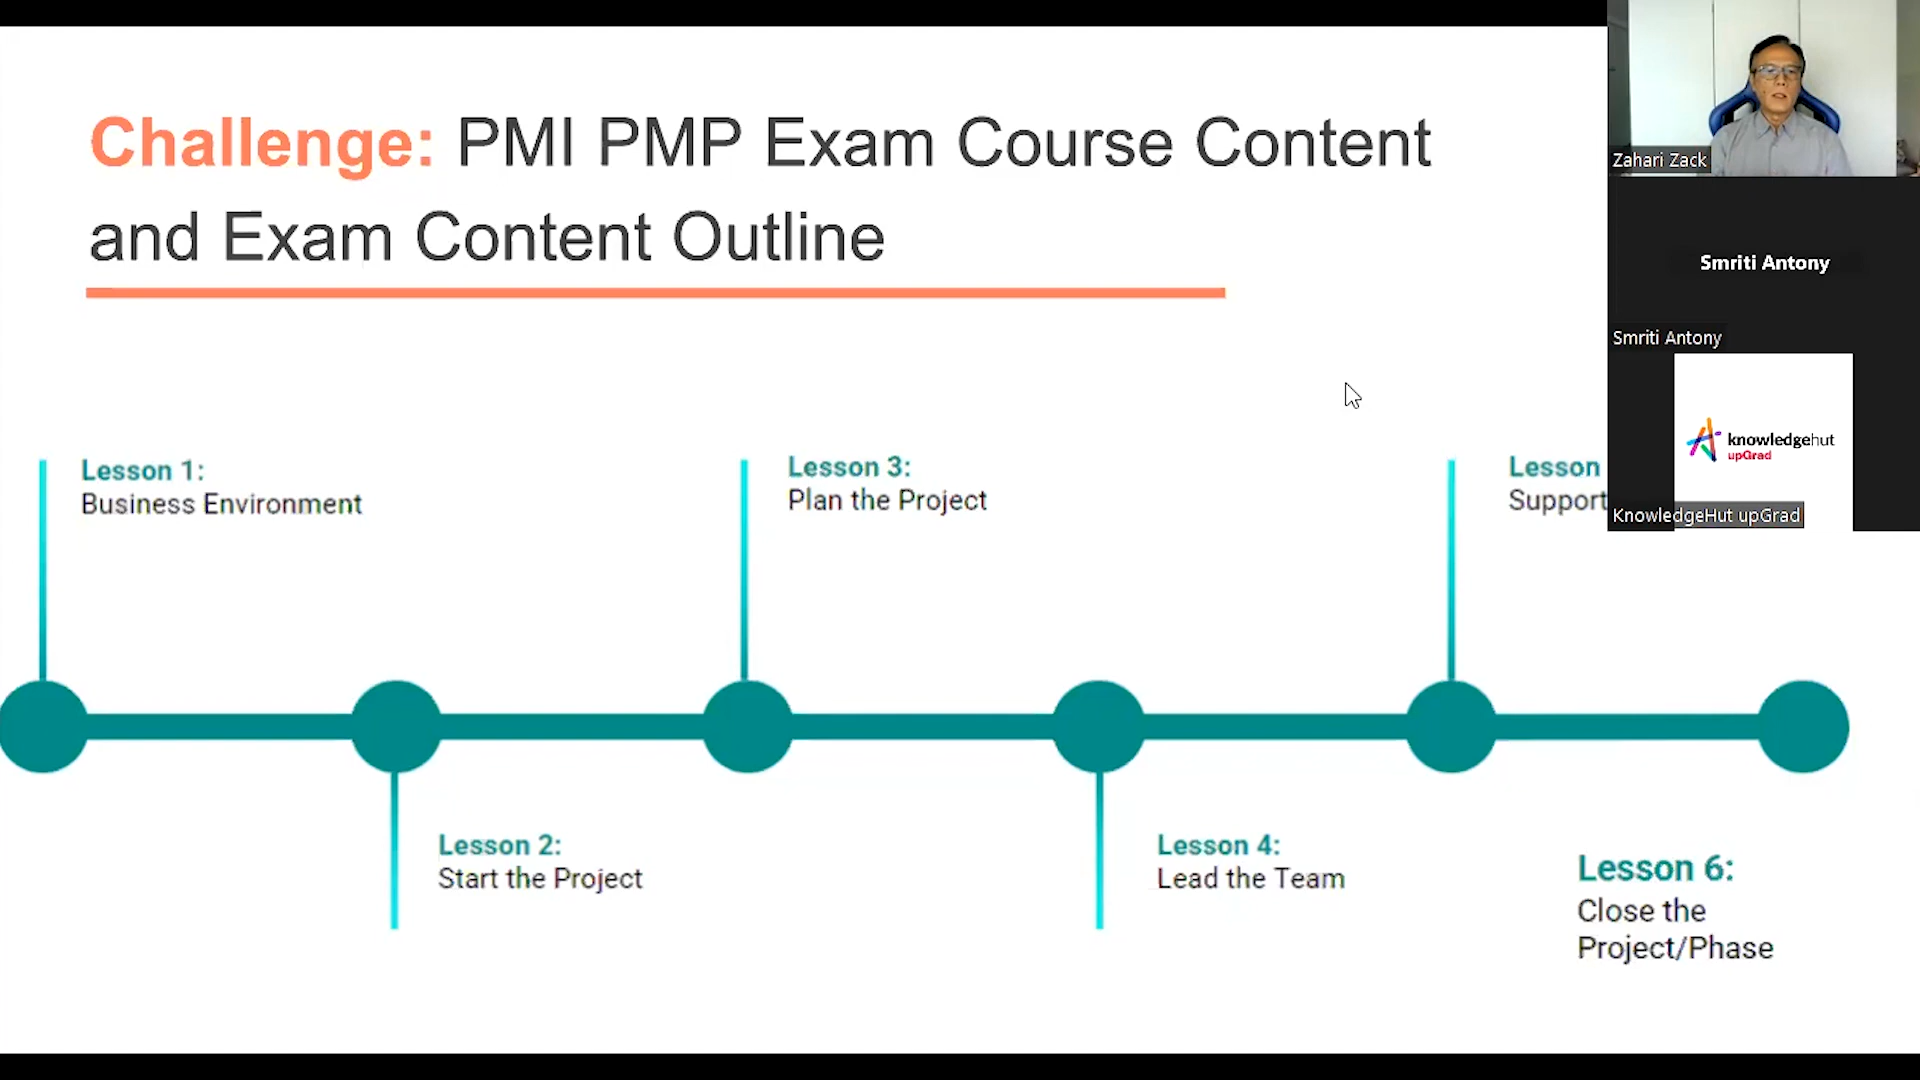 Challenge: PMI PMP Exam Course Content
and Exam Content Outline
Lesson 1:
Business Environment
Lesson 3:
Plan the Project
Lesson
Support
Lesson 2:
Start the Project
Lesson 4:
Lead the Team
Lesson 6:
Close the
Project/Phase
Zahari Zack
Smriti Antony
Smriti Antony
knowledgehut
upGrad
KnowledgeHut upGrad